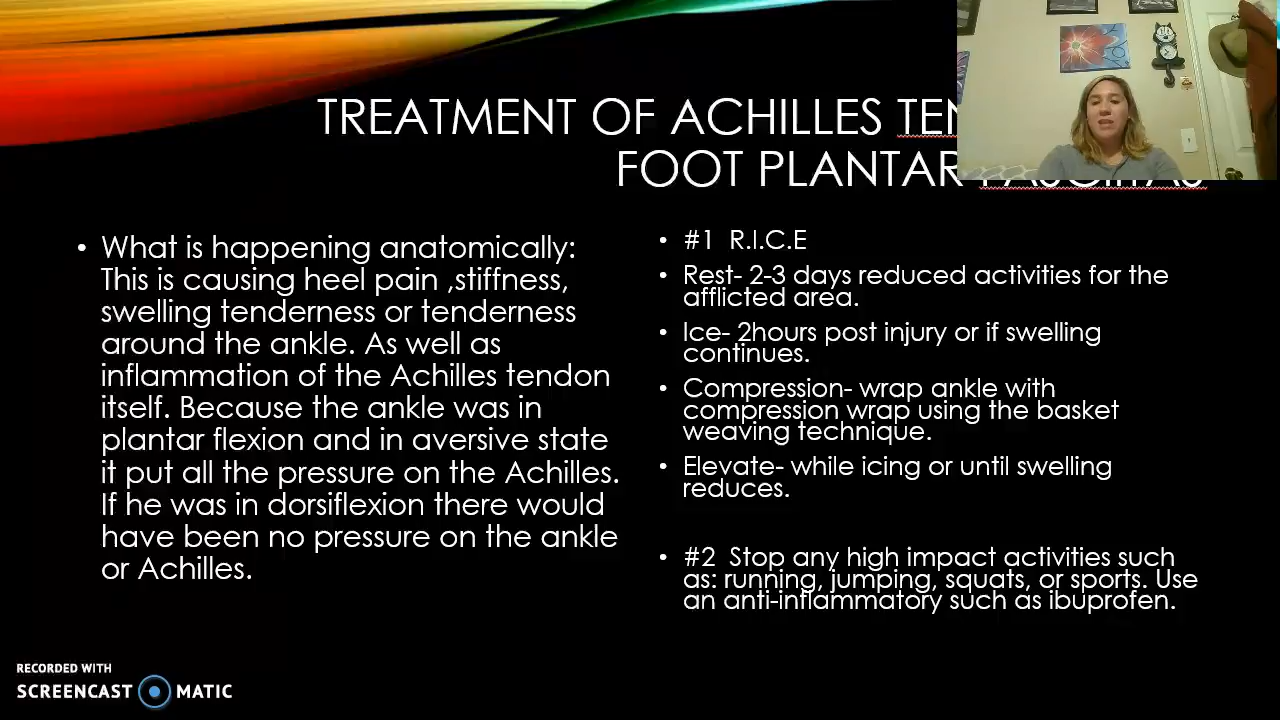 TREATMENT OF ACHILLES
FOOT PLANTAR
• What is happening anatomically:
This is causing heel pain ,stiffness,
swelling tenderness or tenderness
around the ankle. As well as
inflammation of the Achilles tendon
itself. Because the ankle was in
plantar flexion and in aversive state
it put all the pressure on the Achilles.
If he was in dorsiflexion there would
have been no pressure on the ankle
or Achilles.
• #1 R.I.C.E
• Rest- 2-3 days reduced activities for the
afflicted area.
• Ice- 2hours post injury or if swelling
continues.
• Compression- wrap ankle with
compression wrap using the basket
weaving technique.
• Elevate- while icing or until swelling
reduces.
• #2 Stop any high impact activities such
as: running, jumping, squats, or sports. Use
an anti-inflammatory such as ibuprofen.
RECORDED WITH
SCREENCAST MATIC